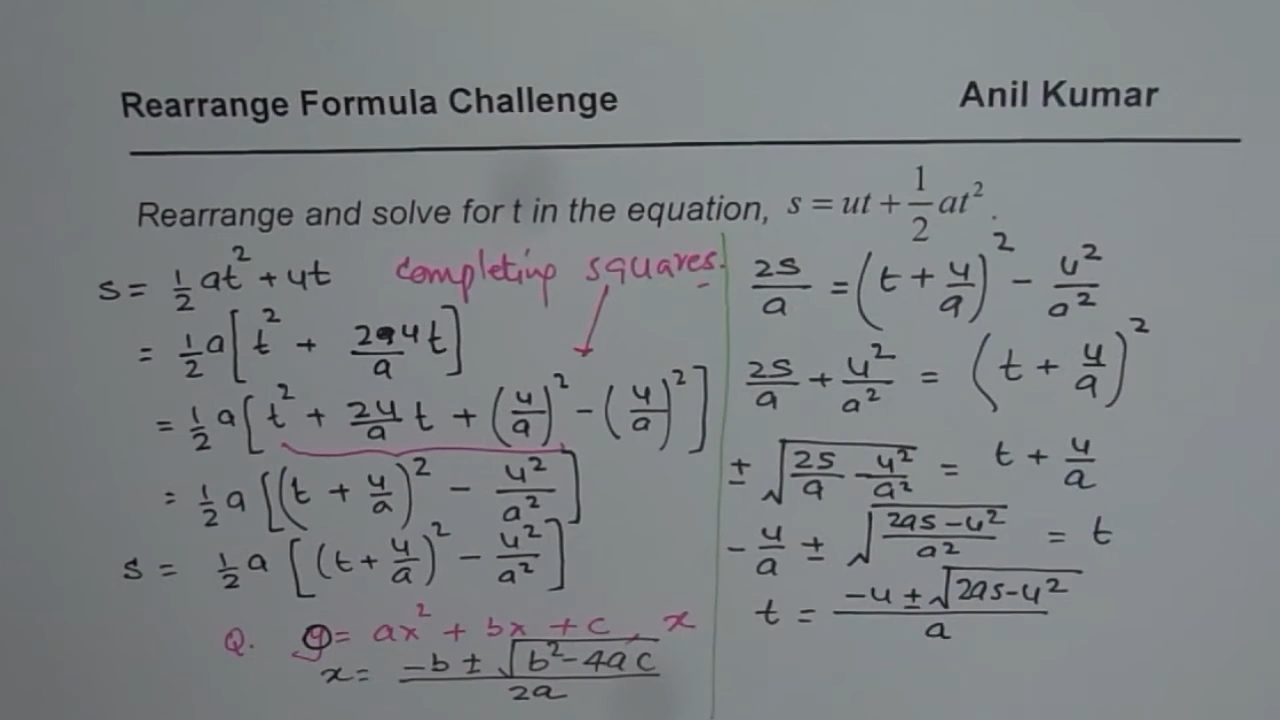 Rearrange Formula Challenge Anil Kumar
Rearrange and solve for t in the equation, s = ut + 1/2 at².
s = 1/2 at² + ut completing squares.
= 1/2 a[t² + 2u/a t]
= 1/2 a[t² + 2u/a t + (u/a)² - (u/a)²]
= 1/2 a[(t + u/a)² - u²/a²]
s = 1/2 a[(t + u/a)² - u²/a²]
Q. y = ax² + bx + c, x
x = (-b ± √(b² - 4ac))/2a
2s/a = (t + u/a)² - u²/a²
2s/a + u²/a² = (t + u/a)²
± √(2s/a - u²/a²) = t + u/a
- u/a ± √((2as - u²)/a²) = t
t = (-u ± √(2as - u²))/a